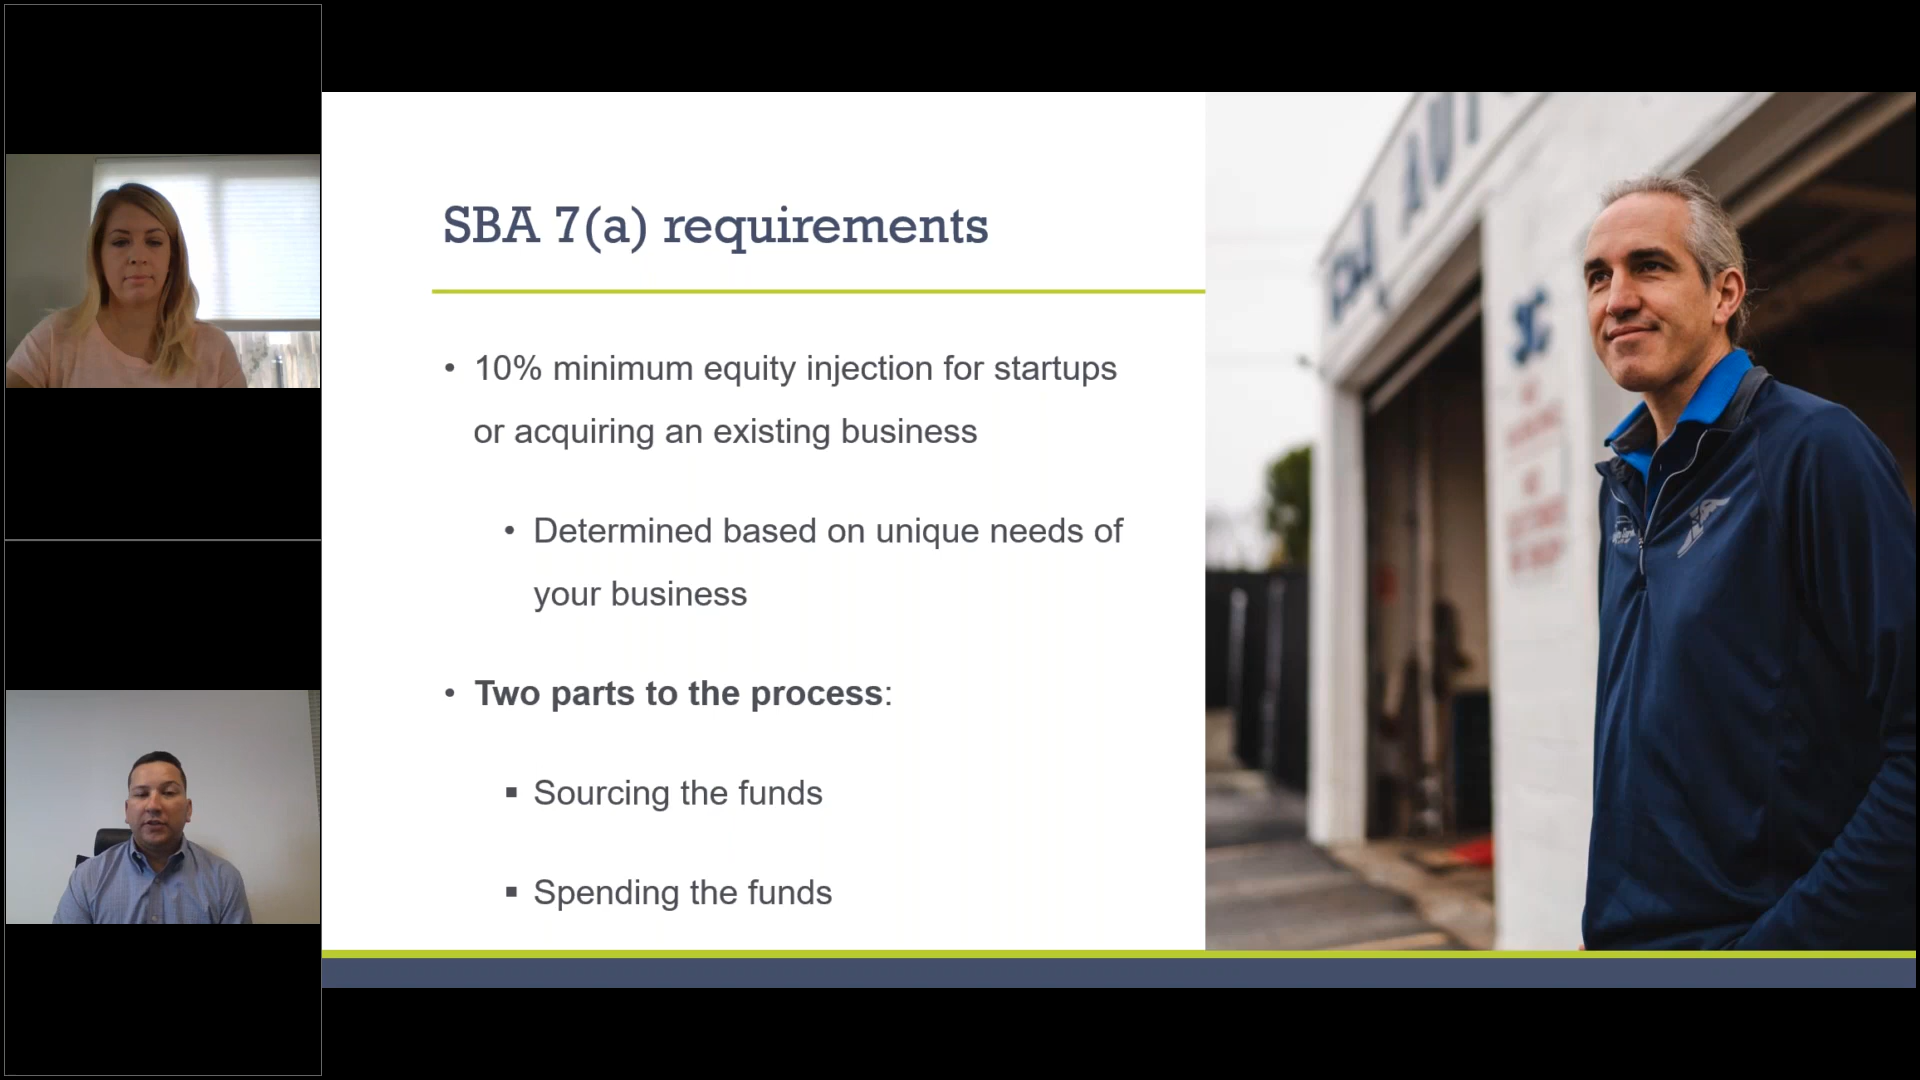 SBA 7(a) requirements
• 10% minimum equity injection for startups
or acquiring an existing business
• Determined based on unique needs of
your business
• Two parts to the process:
▪ Sourcing the funds
▪ Spending the funds